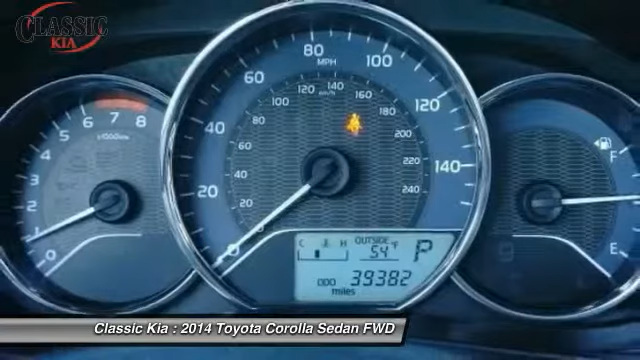 CLASSIC
KIA
0 1 2 3 4 5 6 7 8
x1000r/min
0 20 40 60 80 100 120 140
MPH
20 40 60 80 100 120 140 160 180 200 220 240
km/h
F
E
C H
OUTSIDE
54 °F
P
ODO 39382
miles
Classic Kia : 2014 Toyota Corolla Sedan FWD